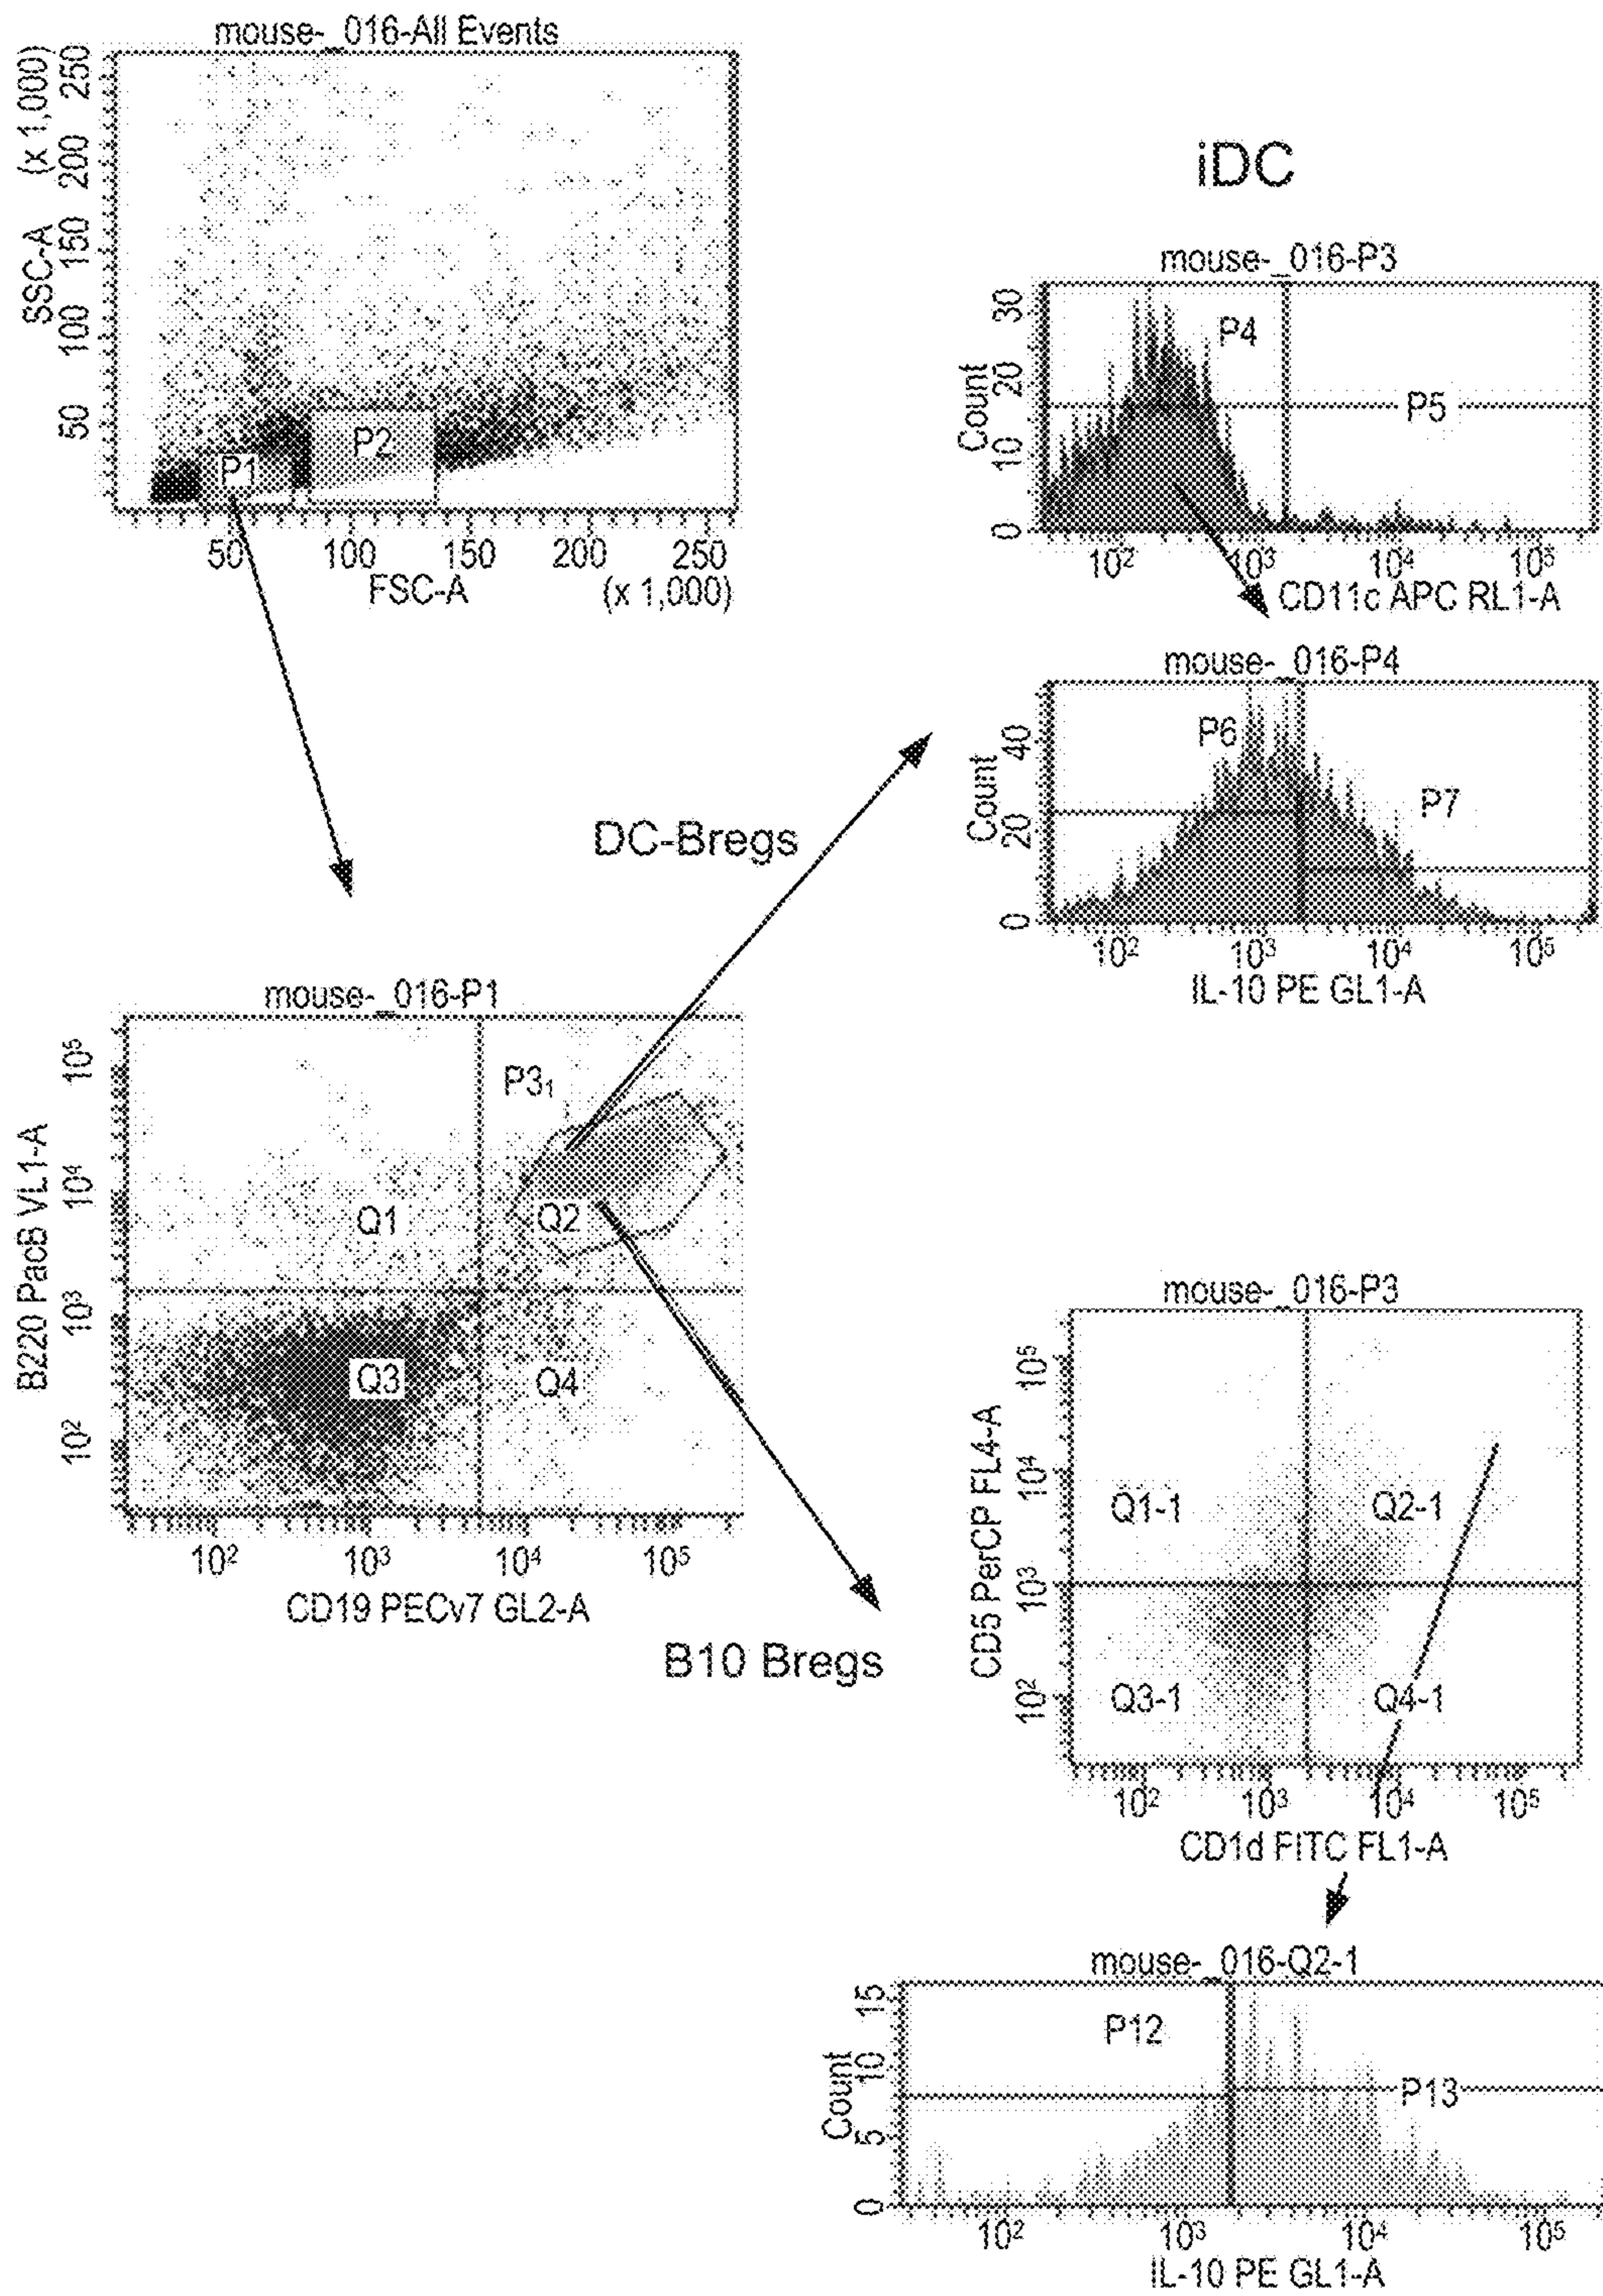 mouse-_016-All Events
SSC-A (x 1,000)
50 100 150 200 250
P1
P2
50 100 150 200 250
FSC-A (x 1,000)
iDC
mouse-_016-P3
Count
0 10 20 30
P4
P5
10² 10³ 10⁴ 10⁵
CD11c APC RL1-A
mouse-_016-P4
Count
0 20 40
P6
P7
10² 10³ 10⁴ 10⁵
IL-10 PE GL1-A
DC-Bregs
mouse-_016-P1
B220 PacB VL1-A
10² 10³ 10⁴ 10⁵
P3₁
Q1
Q2
Q3
Q4
10² 10³ 10⁴ 10⁵
CD19 PECv7 GL2-A
B10 Bregs
mouse-_016-P3
CD5 PerCP FL4-A
10² 10³ 10⁴ 10⁵
Q1-1
Q2-1
Q3-1
Q4-1
10² 10³ 10⁴ 10⁵
CD1d FITC FL1-A
mouse-_016-Q2-1
Count
0 5 10 15
P12
P13
10² 10³ 10⁴ 10⁵
IL-10 PE GL1-A